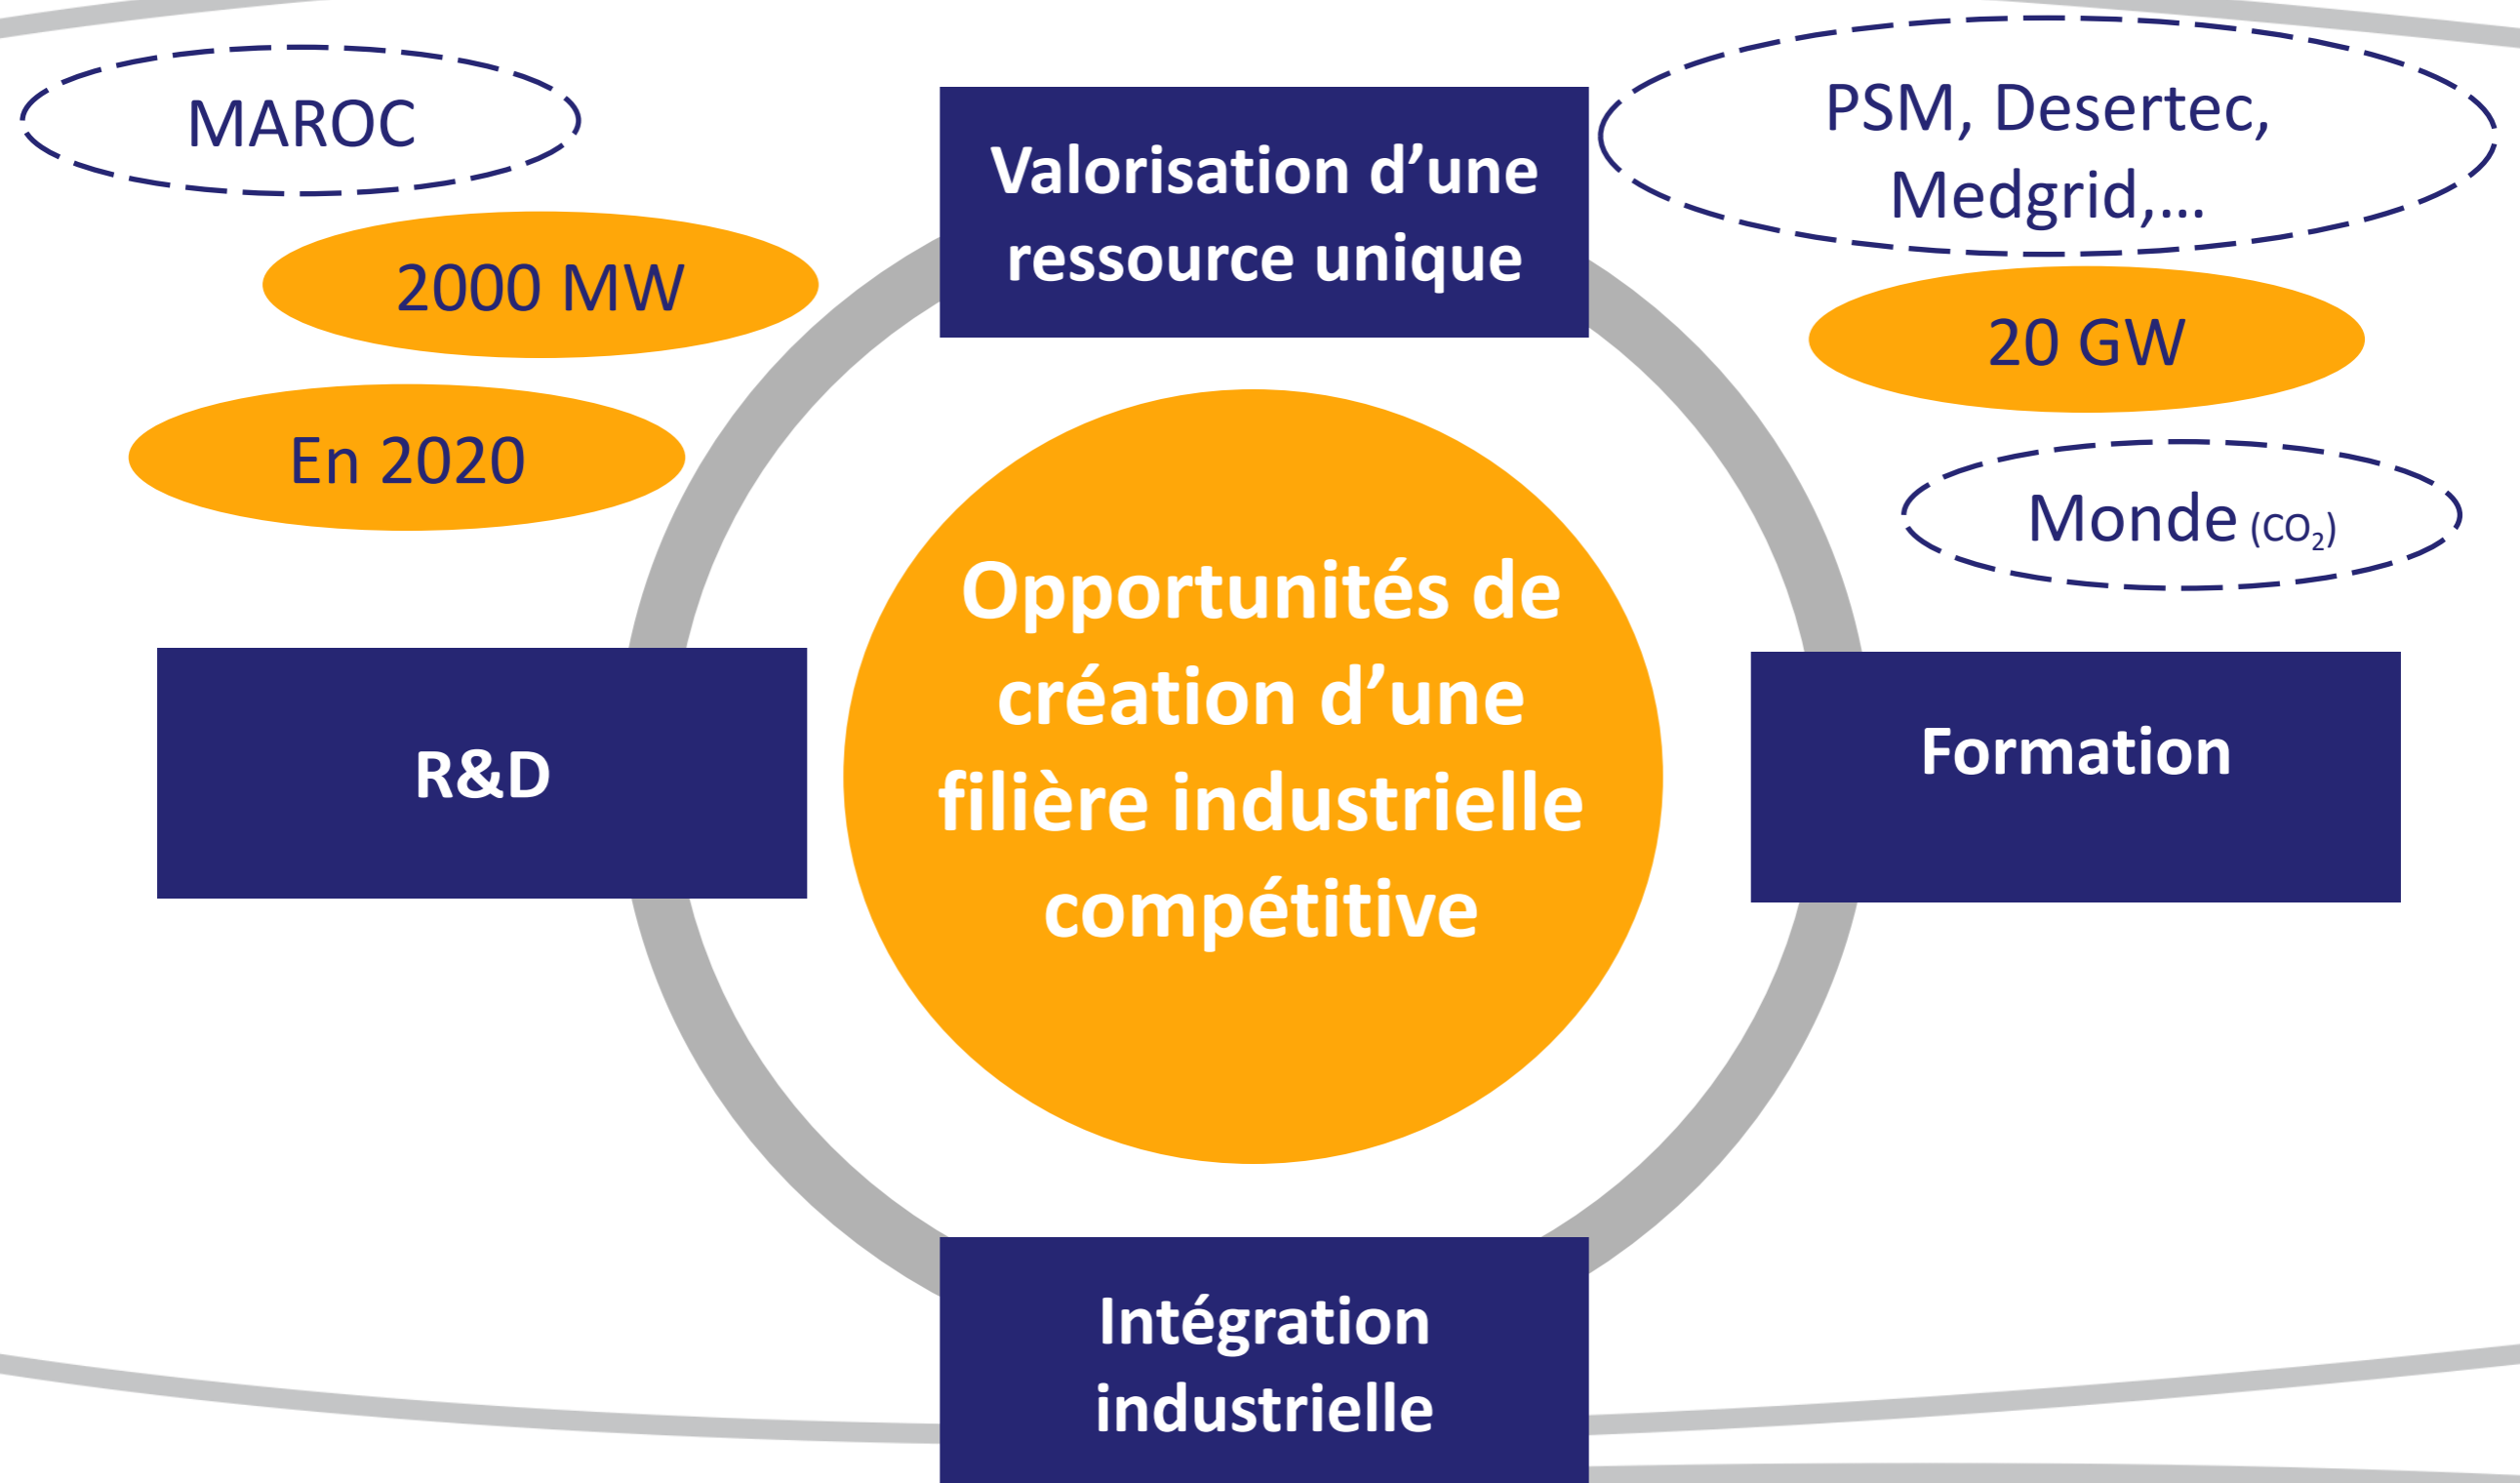 MAROC
2000 MW
En 2020
Valorisation d’une
ressource unique
PSM, Desertec,
Medgrid,...
20 GW
Monde (CO₂)
R&D
Opportunités de
création d’une
filière industrielle
compétitive
Formation
Intégration
industrielle